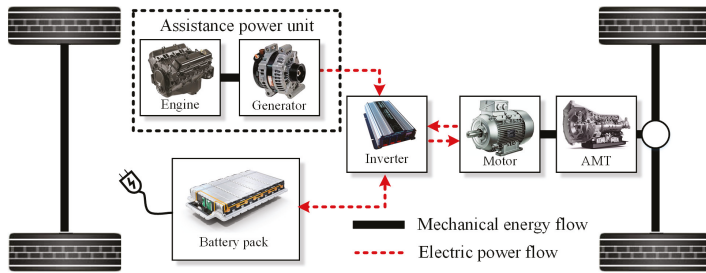 Assistance power unit
Engine
Generator
Inverter
Motor
AMT
Battery pack
Mechanical energy flow
Electric power flow